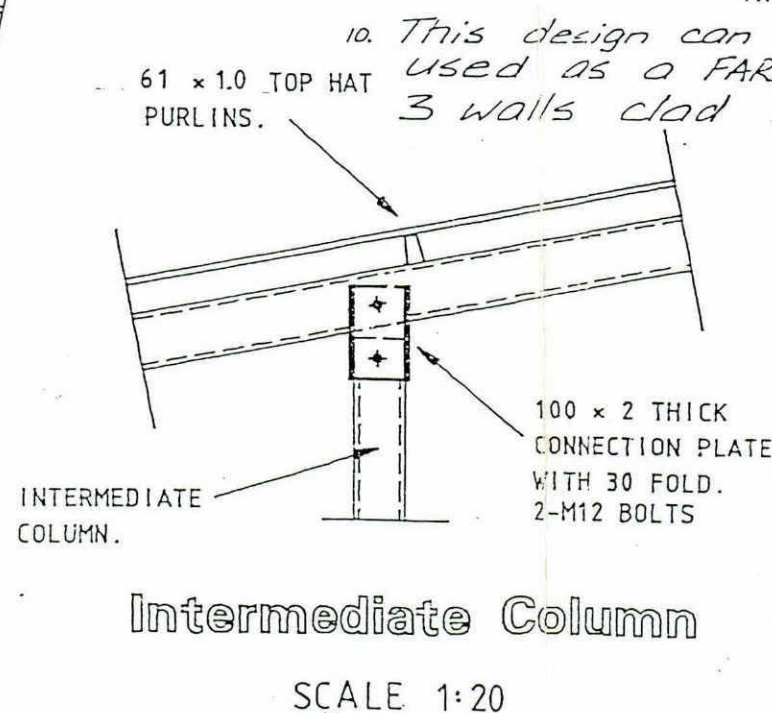 10. This design can
used as a FAR
3 walls clad
61 × 1.0 TOP HAT
PURLINS.
100 × 2 THICK
CONNECTION PLATE
WITH 30 FOLD.
2-M12 BOLTS
INTERMEDIATE
COLUMN.
Intermediate Column
SCALE 1:20